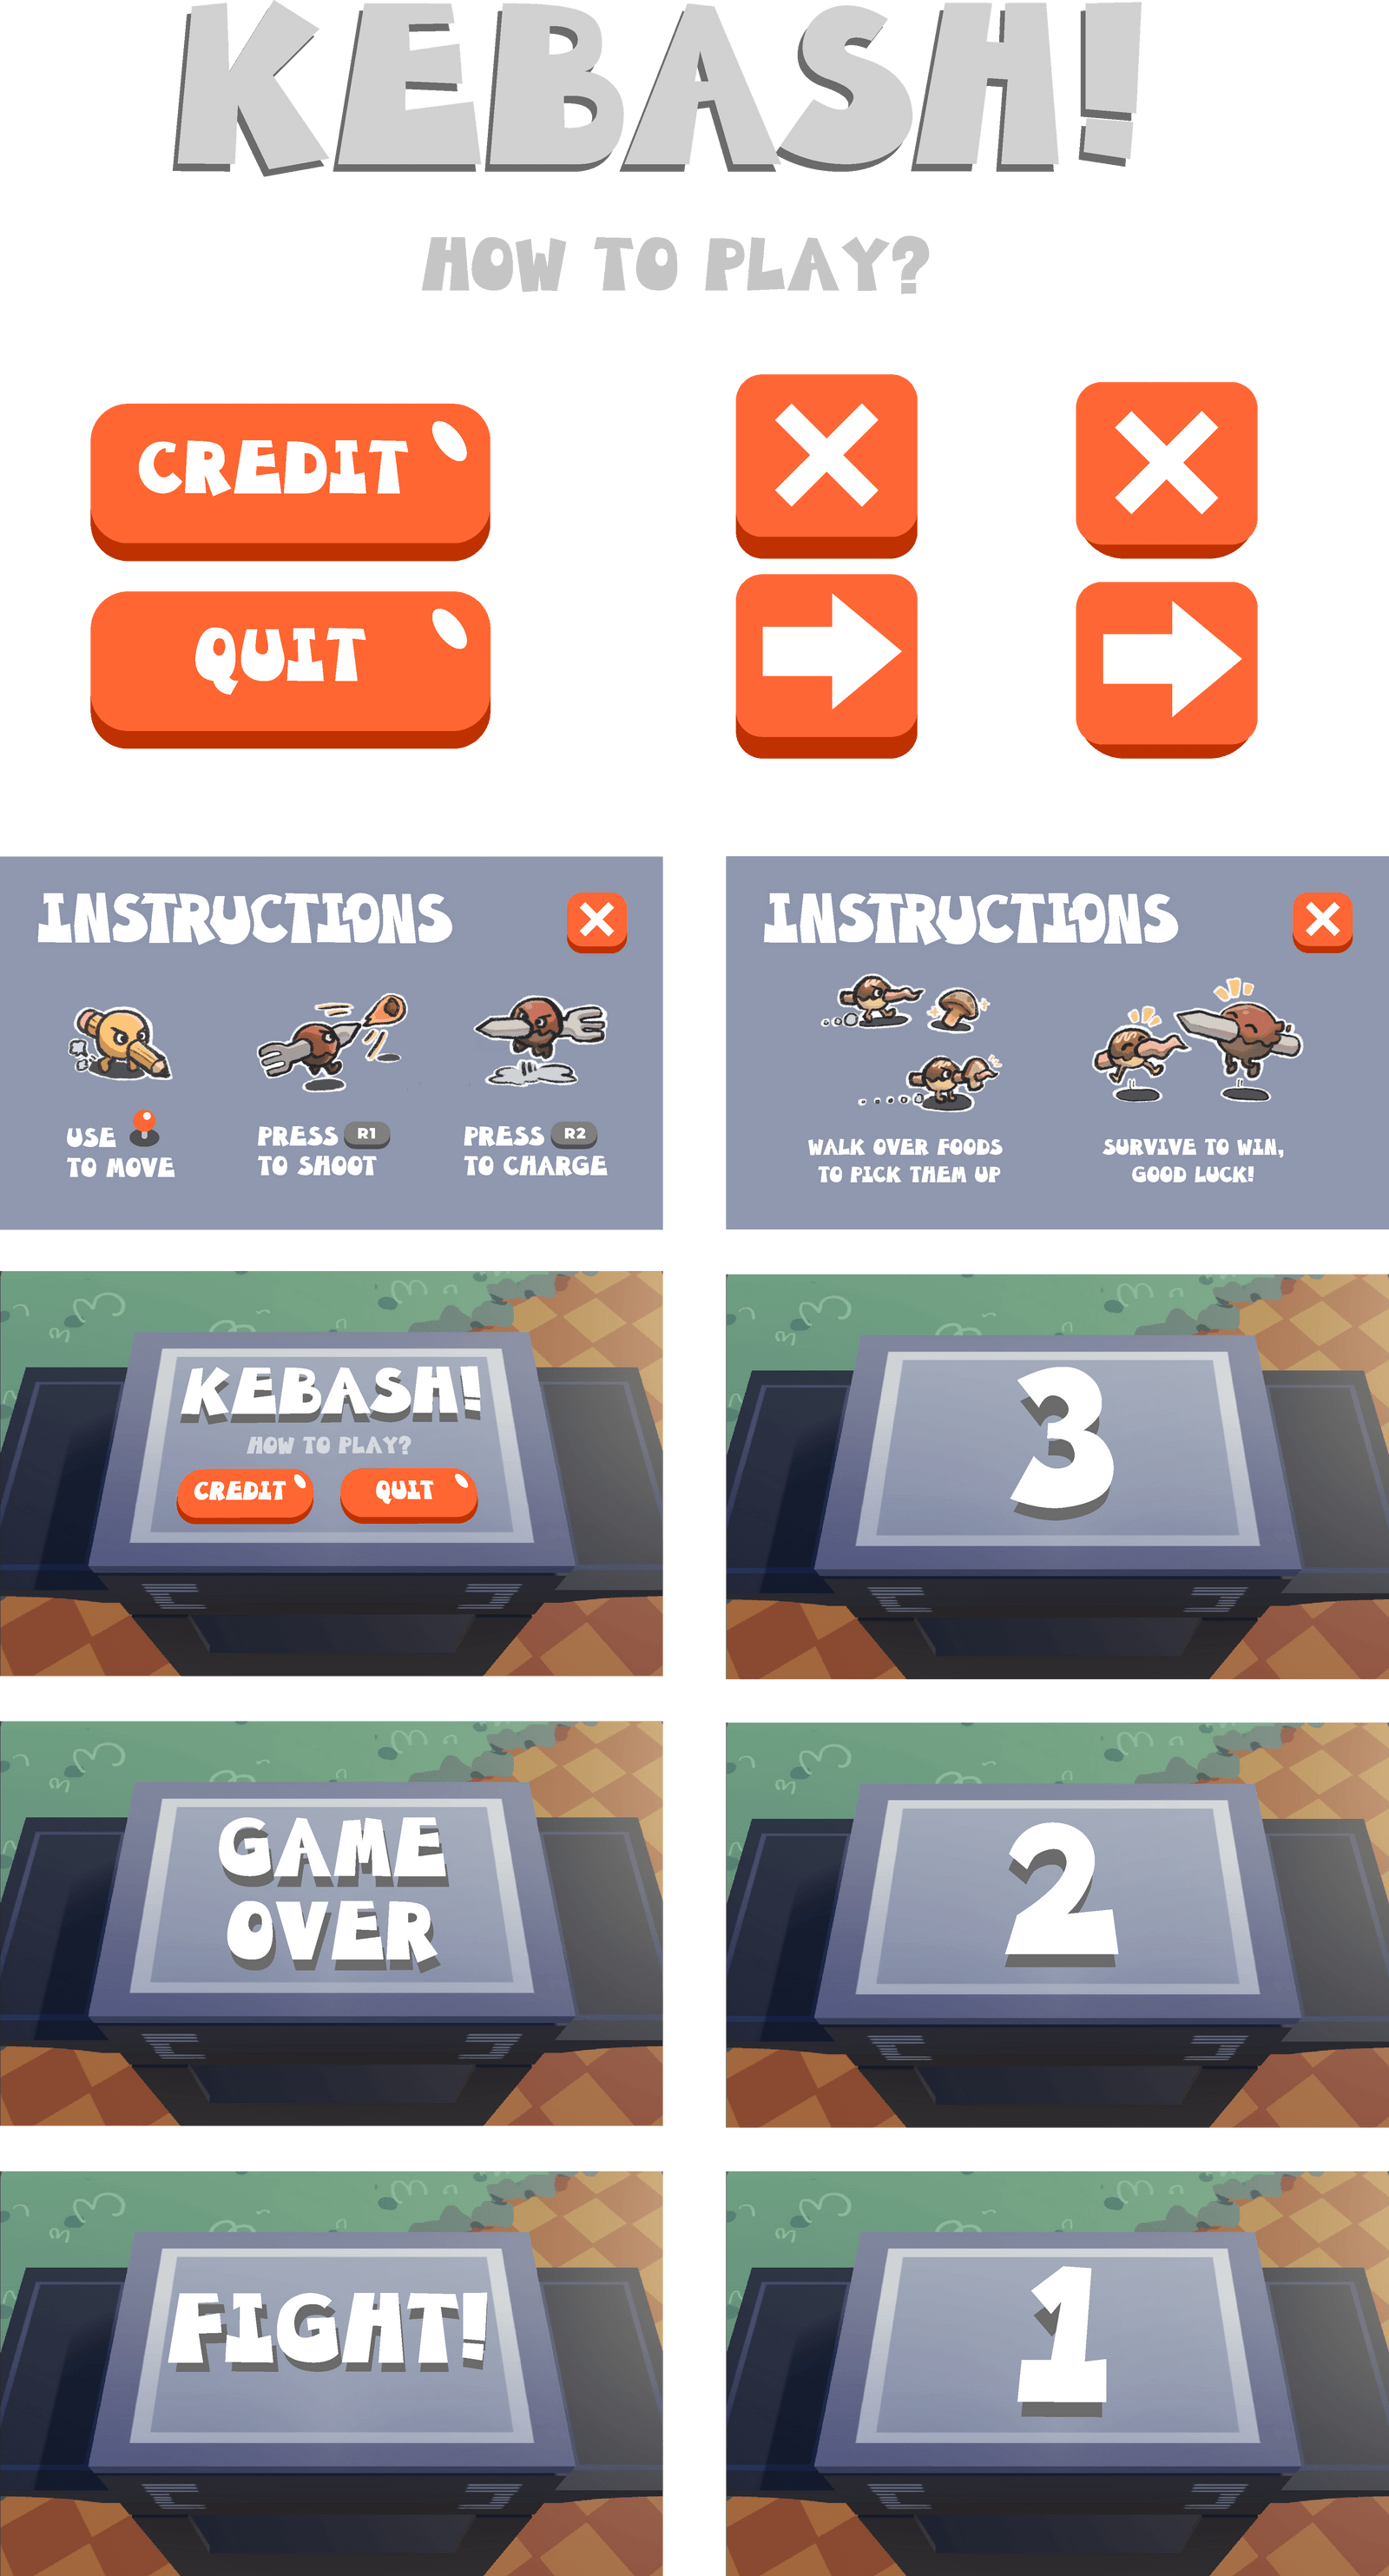 KEBASH!
HOW TO PLAY?
CREDIT
QUIT
INSTRUCTIONS
USE
TO MOVE
PRESS R1
TO SHOOT
PRESS R2
TO CHARGE
INSTRUCTIONS
WALK OVER FOODS
TO PICK THEM UP
SURVIVE TO WIN,
GOOD LUCK!
KEBASH!
HOW TO PLAY?
CREDIT QUIT
3
GAME
OVER
2
FIGHT!
1